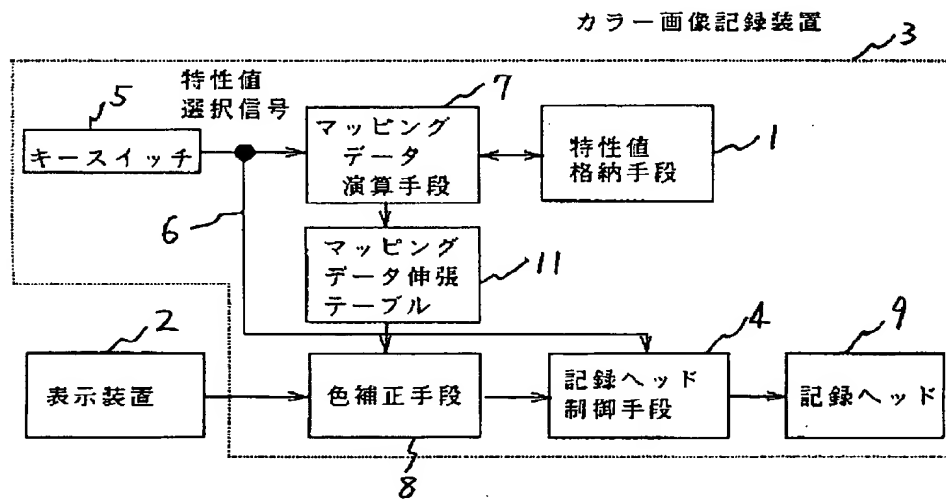 カラー画像記録装置
3
特性値
選択信号
5
キースイッチ
7
マッピング
データ
演算手段
特性値
格納手段
1
6
マッピング
データ伸張
テーブル
11
2
表示装置
色補正手段
8
4
記録ヘッド
制御手段
9
記録ヘッド